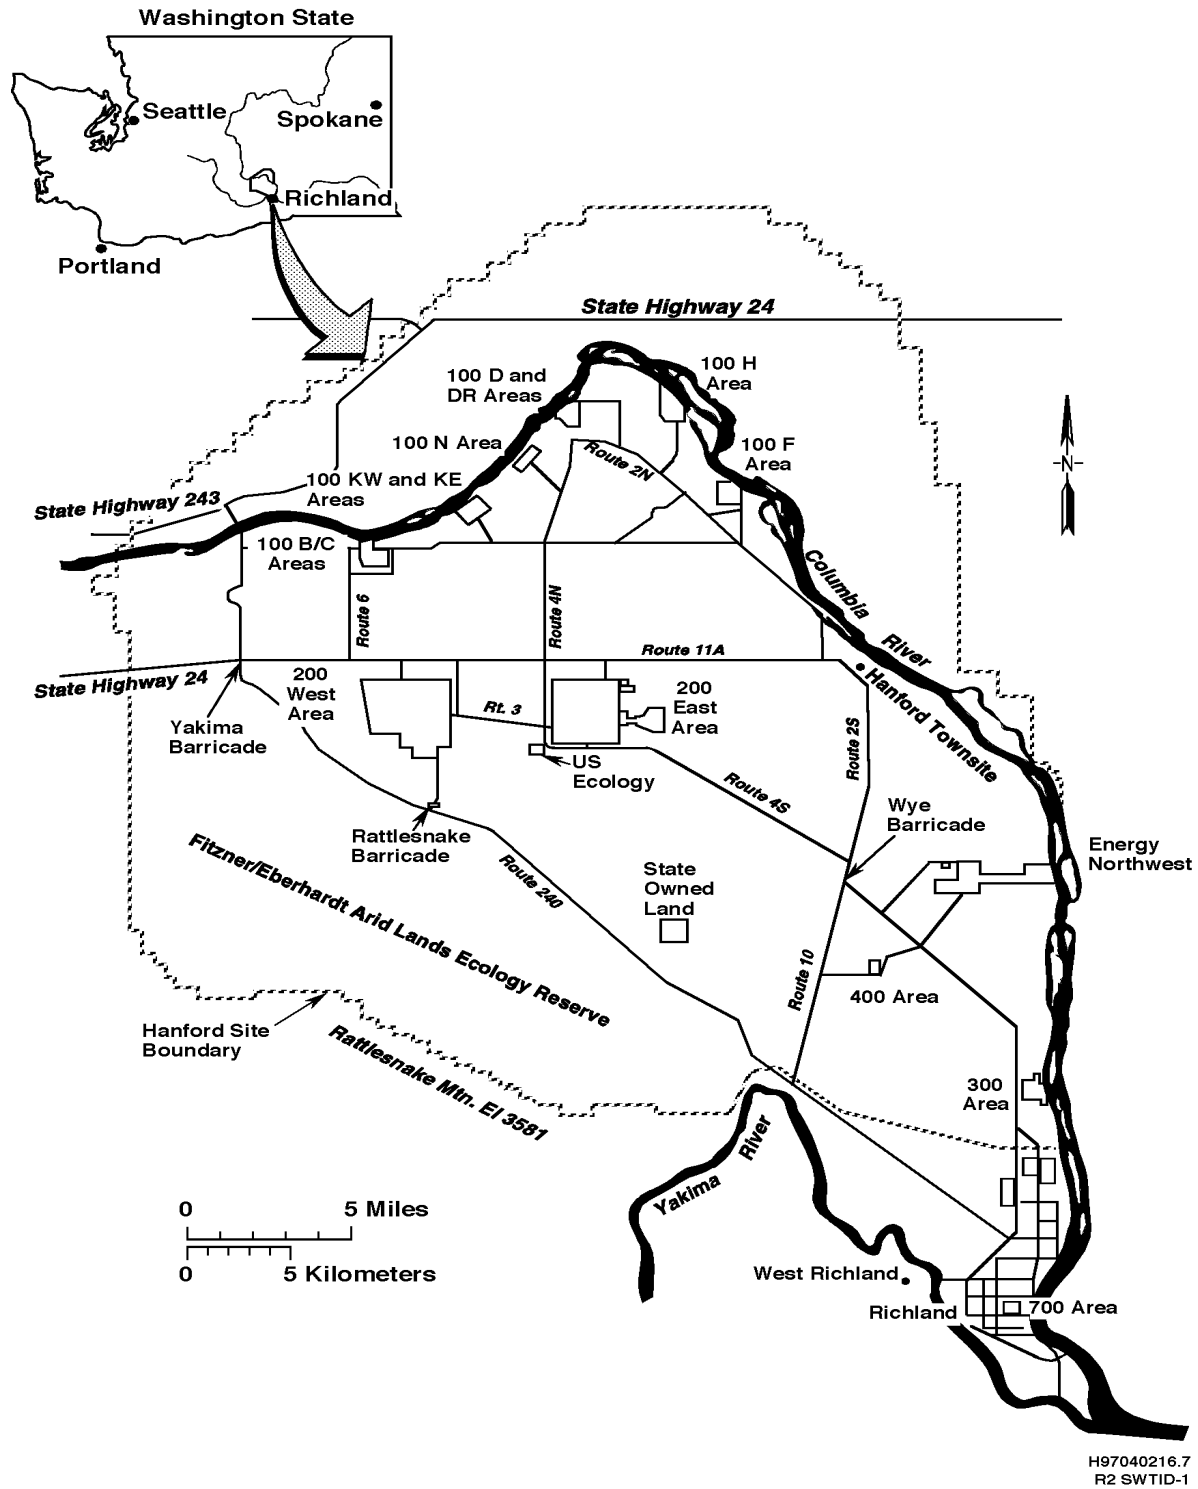 Washington State
Seattle
Spokane
Richland
Portland
State Highway 24
100 H
Area
100 D and
DR Areas
100 N Area
Route 2N
100 F
Area
100 KW and KE
Areas
State Highway 243
N
100 B/C
Areas
Columbia
River
Route 6
Route 4N
Route 11A
State Highway 24
200
West
Area
200
East
Area
Hanford Townsite
Rt. 3
Yakima
Barricade
US
Ecology
Route 2S
Route 4S
Wye
Barricade
Rattlesnake
Barricade
Energy
Northwest
Fitzner/Eberhardt Arid Lands Ecology Reserve
Route 240
State
Owned
Land
Route 10
400 Area
Hanford Site
Boundary
Rattlesnake Mtn. El 3581
300
Area
Yakima
River
0 5 Miles
0 5 Kilometers
West Richland
Richland
700 Area
H97040216.7
R2 SWTID-1